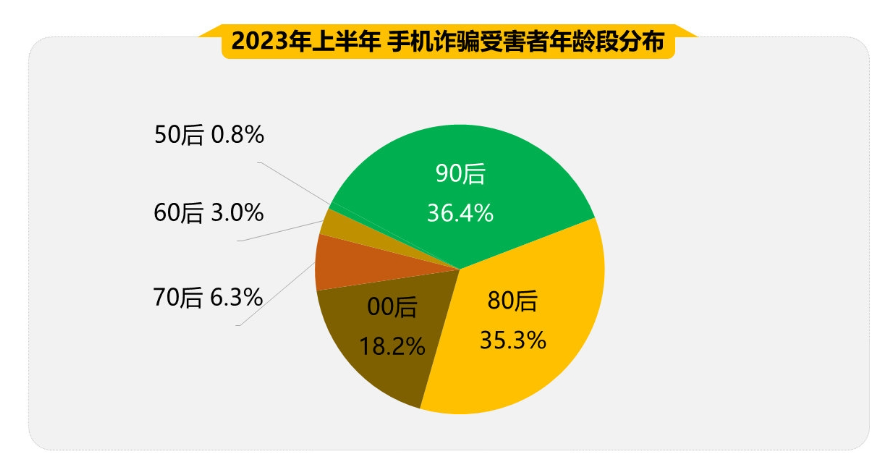 2023年上半年 手机诈骗受害者年龄段分布
50后 0.8%
90后
36.4%
60后 3.0%
70后 6.3%
00后
18.2%
80后
35.3%